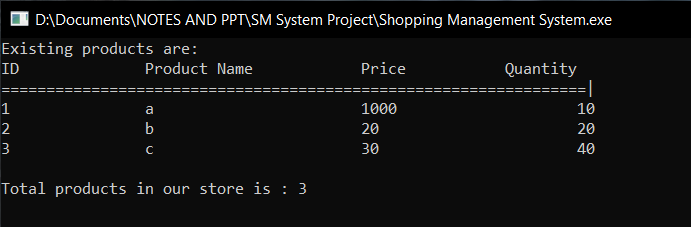 D:\Documents\NOTES AND PPT\SM System Project\Shopping Management System.exe
Existing products are:
ID Product Name Price Quantity
=================================================================|
1 a 1000 10
2 b 20 20
3 c 30 40
Total products in our store is : 3